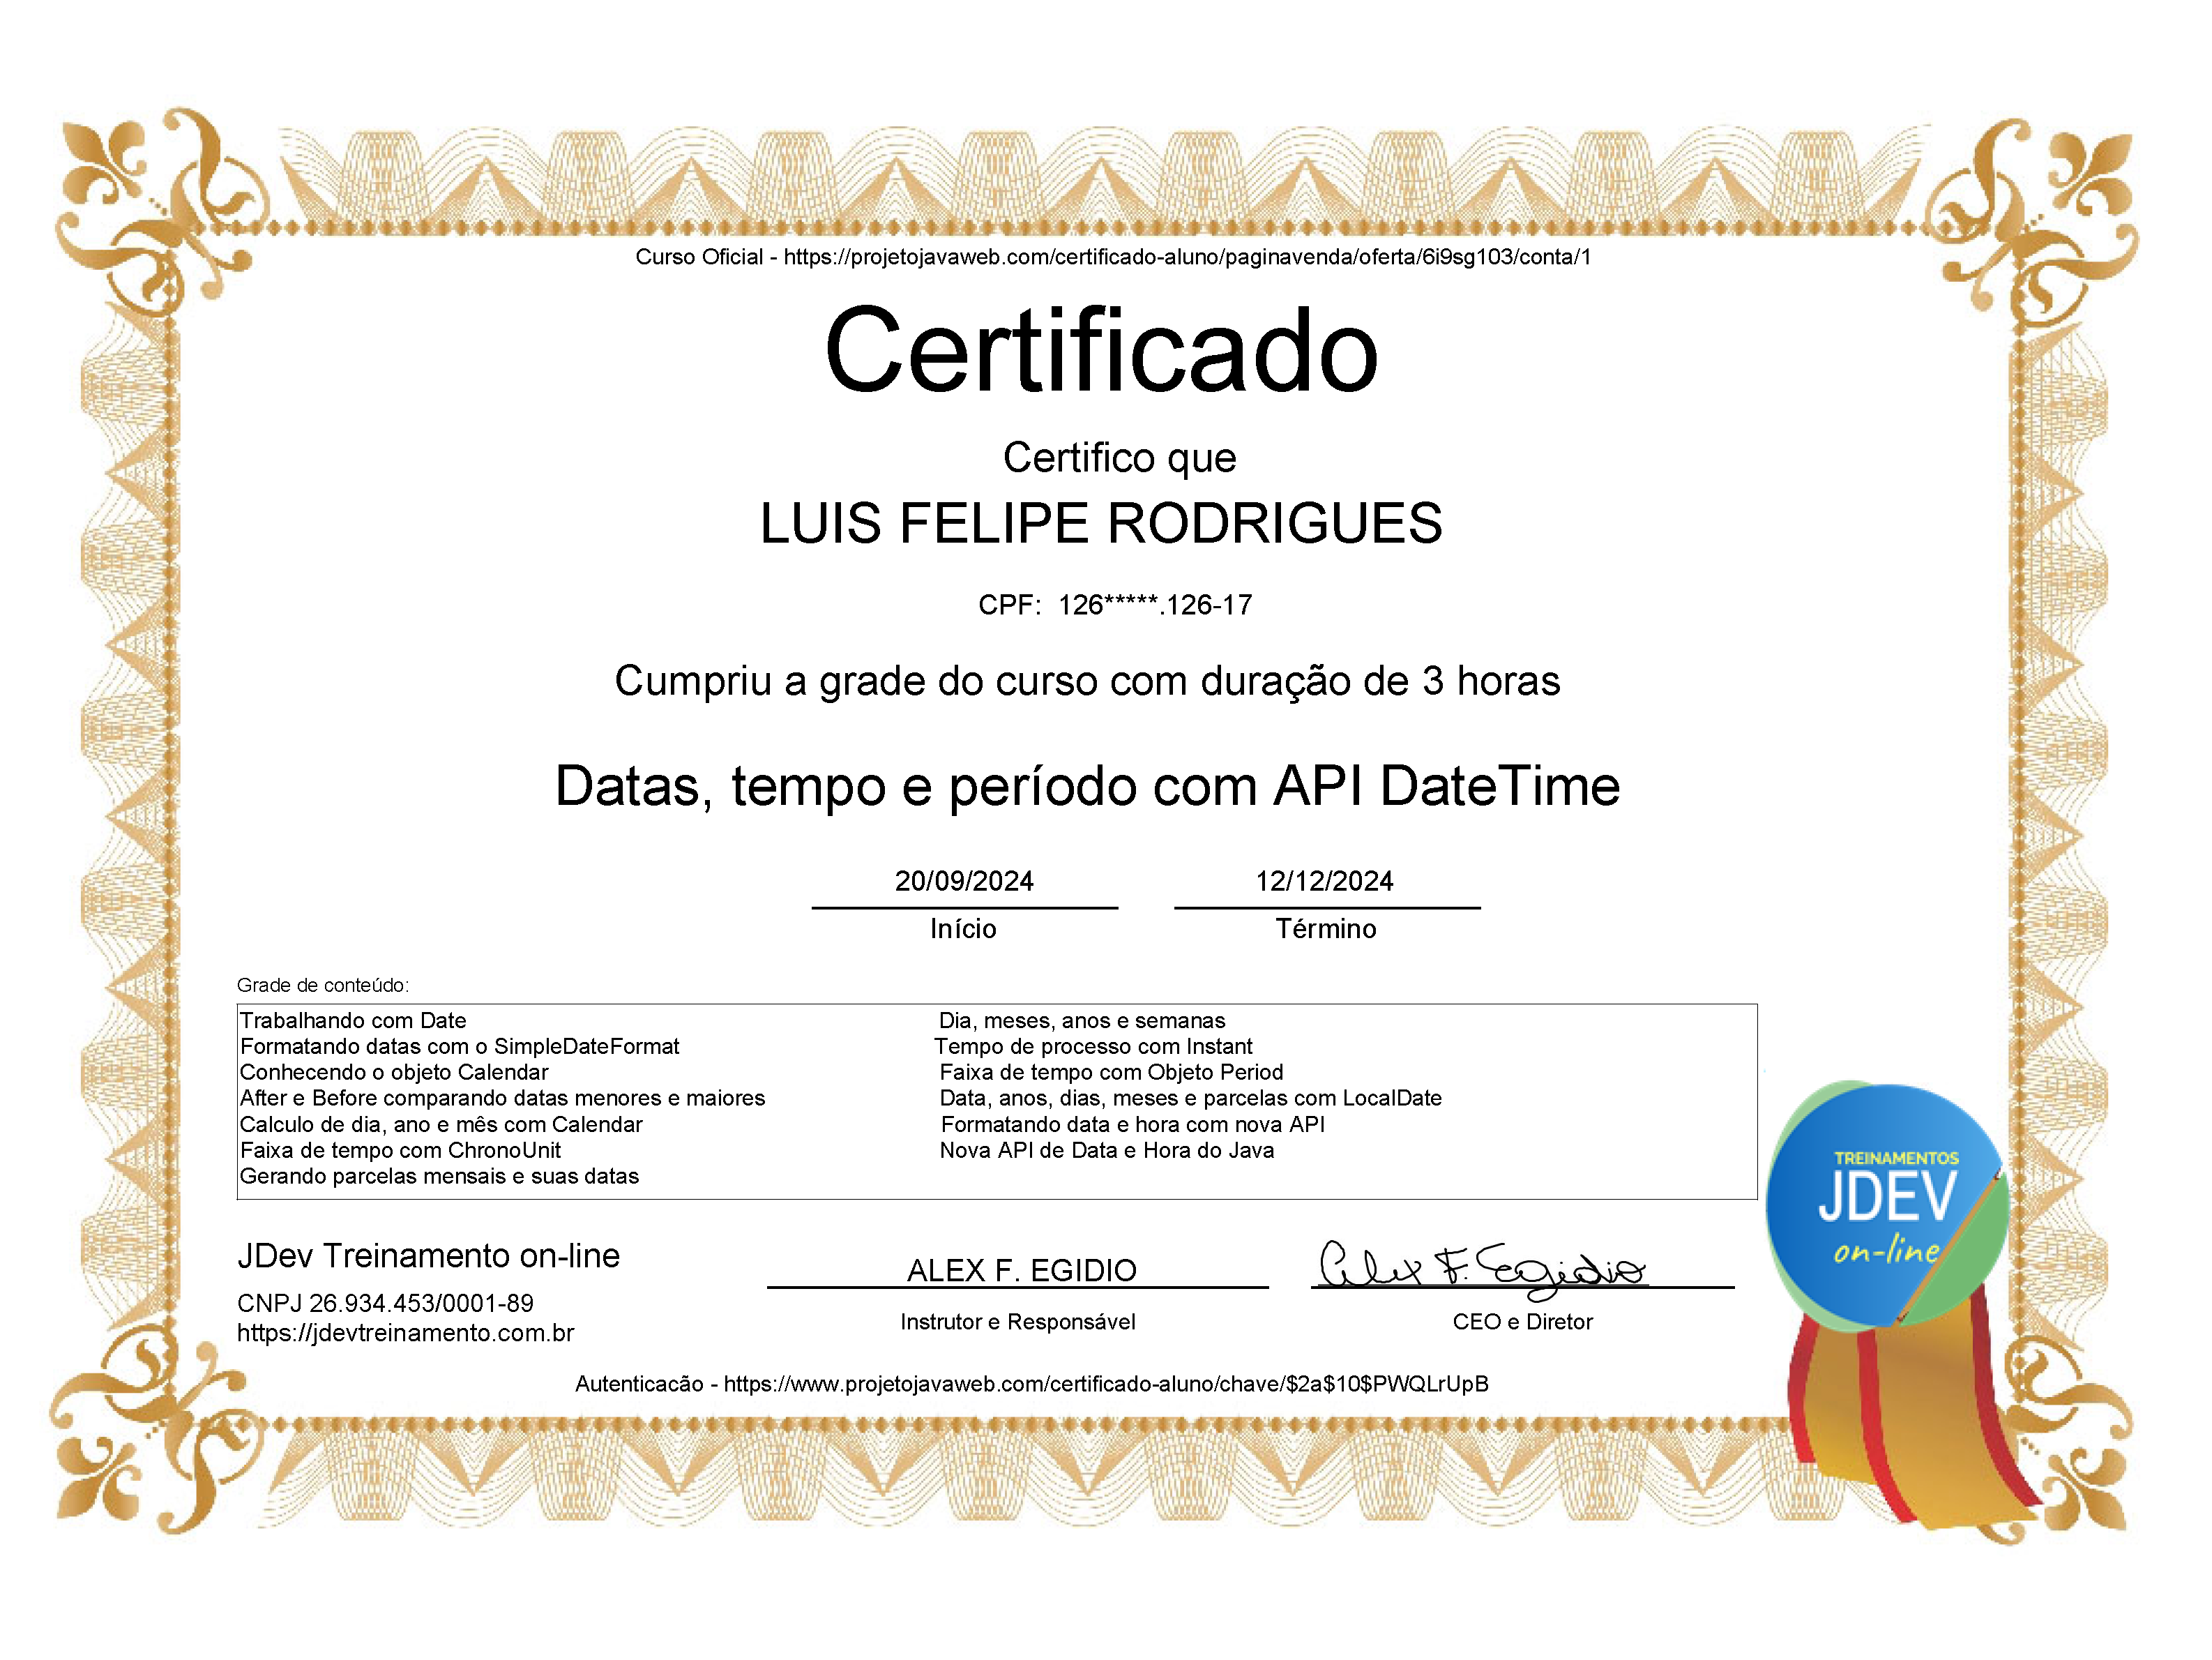 Curso Oficial - https://projetojavaweb.com/certificado-aluno/paginavenda/oferta/6i9sg103/conta/1
Certificado
Certifico que
LUIS FELIPE RODRIGUES
CPF: 126*****.126-17
Cumpriu a grade do curso com duração de 3 horas
Datas, tempo e período com API DateTime
20/09/2024 12/12/2024
Início Término
Grade de conteúdo:
Trabalhando com Date Dia, meses, anos e semanas
Formatando datas com o SimpleDateFormat Tempo de processo com Instant
Conhecendo o objeto Calendar Faixa de tempo com Objeto Period
After e Before comparando datas menores e maiores Data, anos, dias, meses e parcelas com LocalDate
Calculo de dia, ano e mês com Calendar Formatando data e hora com nova API
Faixa de tempo com ChronoUnit Nova API de Data e Hora do Java
Gerando parcelas mensais e suas datas
TREINAMENTOS
JDEV
on-line
JDev Treinamento on-line
ALEX F. EGIDIO Alex F. Egidio
CNPJ 26.934.453/0001-89
Instrutor e Responsável CEO e Diretor
https://jdevtreinamento.com.br
Autenticacão - https://www.projetojavaweb.com/certificado-aluno/chave/$2a$10$PWQLrUpB